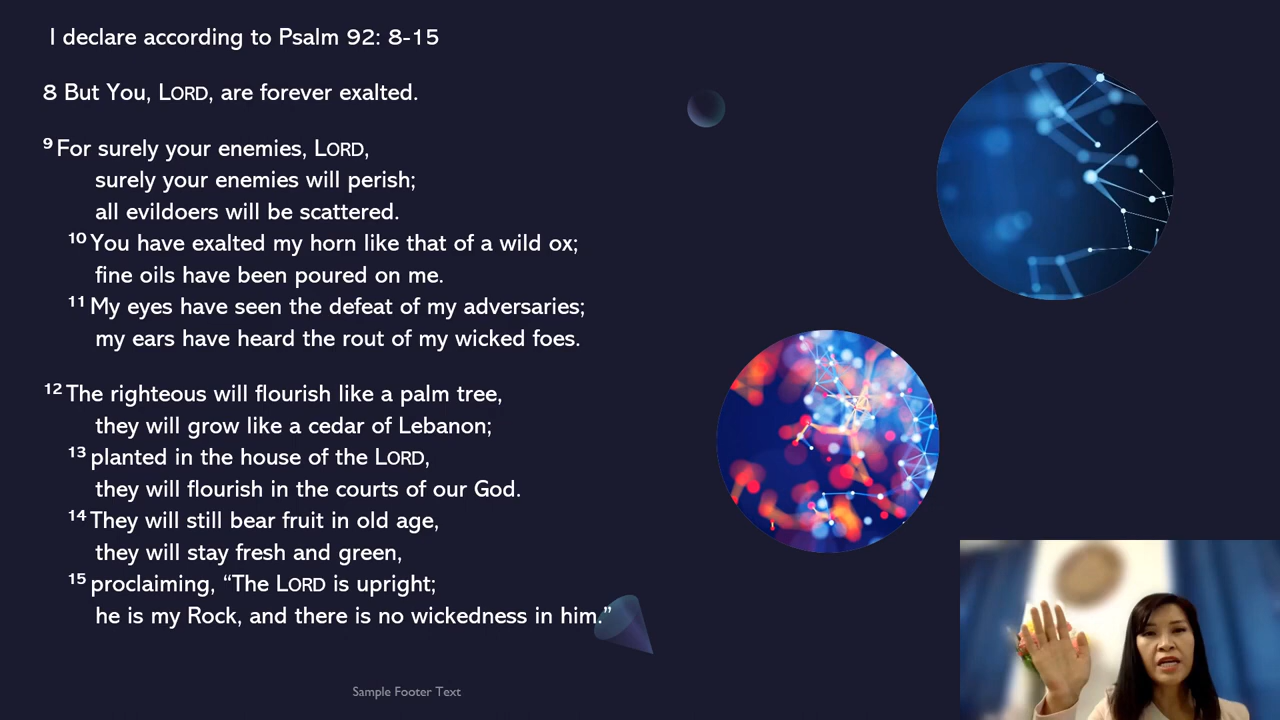 I declare according to Psalm 92: 8-15
8 But You, LORD, are forever exalted.
9 For surely your enemies, LORD,
surely your enemies will perish;
all evildoers will be scattered.
10 You have exalted my horn like that of a wild ox;
fine oils have been poured on me.
11 My eyes have seen the defeat of my adversaries;
my ears have heard the rout of my wicked foes.
12 The righteous will flourish like a palm tree,
they will grow like a cedar of Lebanon;
13 planted in the house of the LORD,
they will flourish in the courts of our God.
14 They will still bear fruit in old age,
they will stay fresh and green,
15 proclaiming, “The LORD is upright;
he is my Rock, and there is no wickedness in him.”
Sample Footer Text